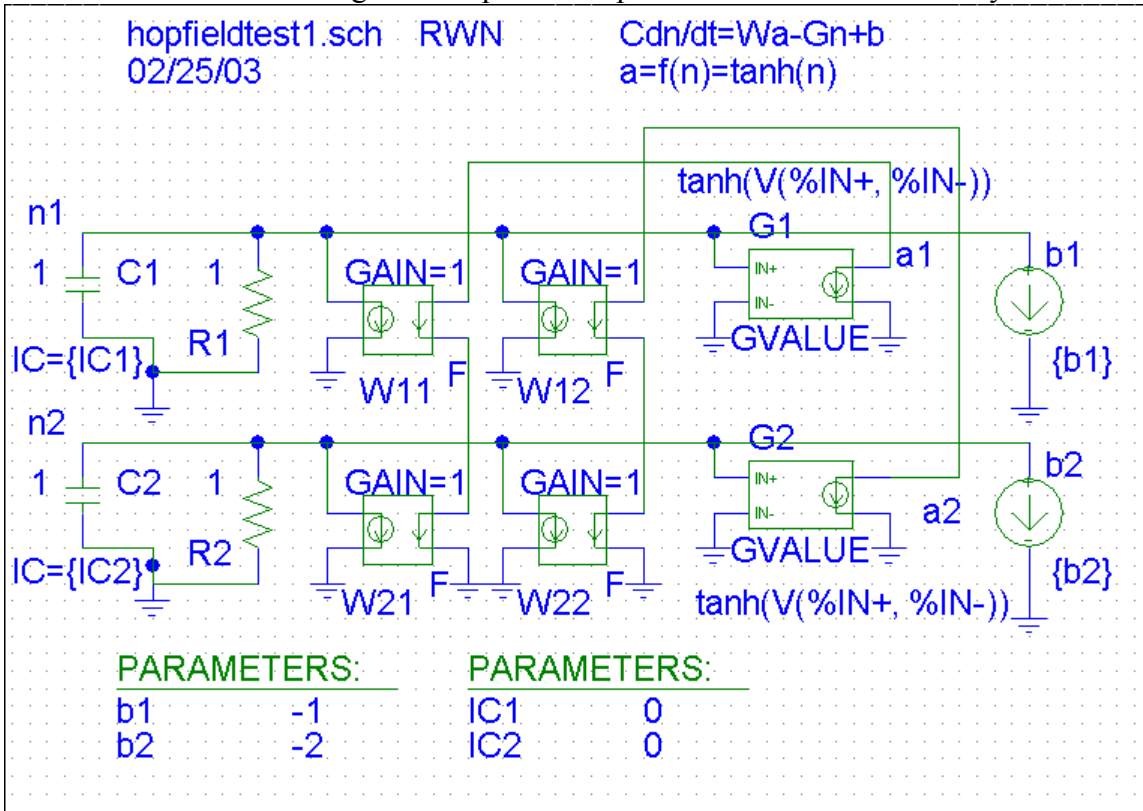 hopfieldtest1.sch RWN Cdn/dt=Wa-Gn+b
02/25/03 a=f(n)=tanh(n)
tanh(V(%IN+, %IN-))
n1
G1
1 C1 1 GAIN=1 GAIN=1 IN+ a1 b1
IN-
R1 GVALUE
IC={IC1} W11 F W12 F {b1}
n2
G2
1 C2 1 GAIN=1 GAIN=1 IN+ b2
IN- a2
R2 GVALUE
IC={IC2} W21 F W22 F {b2}
tanh(V(%IN+, %IN-))
PARAMETERS: PARAMETERS:
b1 -1 IC1 0
b2 -2 IC2 0